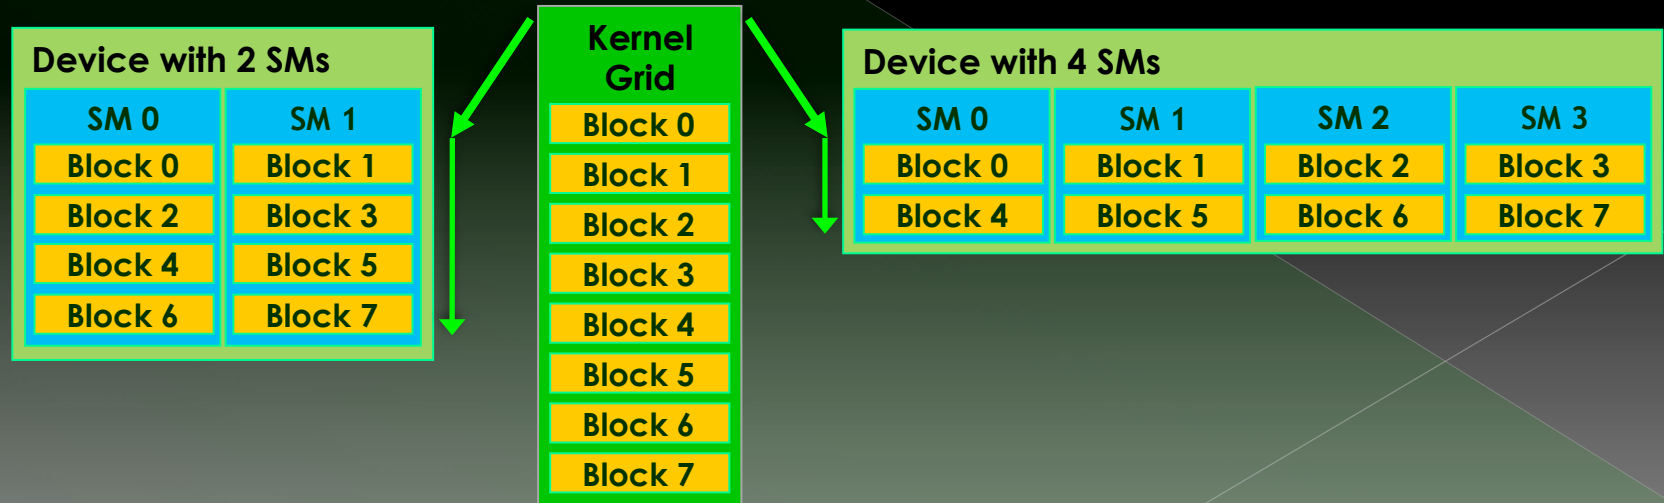 Device with 2 SMs
SM 0
SM 1
Block 0
Block 1
Block 2
Block 3
Block 4
Block 5
Block 6
Block 7
Kernel
Grid
Block 0
Block 1
Block 2
Block 3
Block 4
Block 5
Block 6
Block 7
Device with 4 SMs
SM 0
SM 1
SM 2
SM 3
Block 0
Block 1
Block 2
Block 3
Block 4
Block 5
Block 6
Block 7